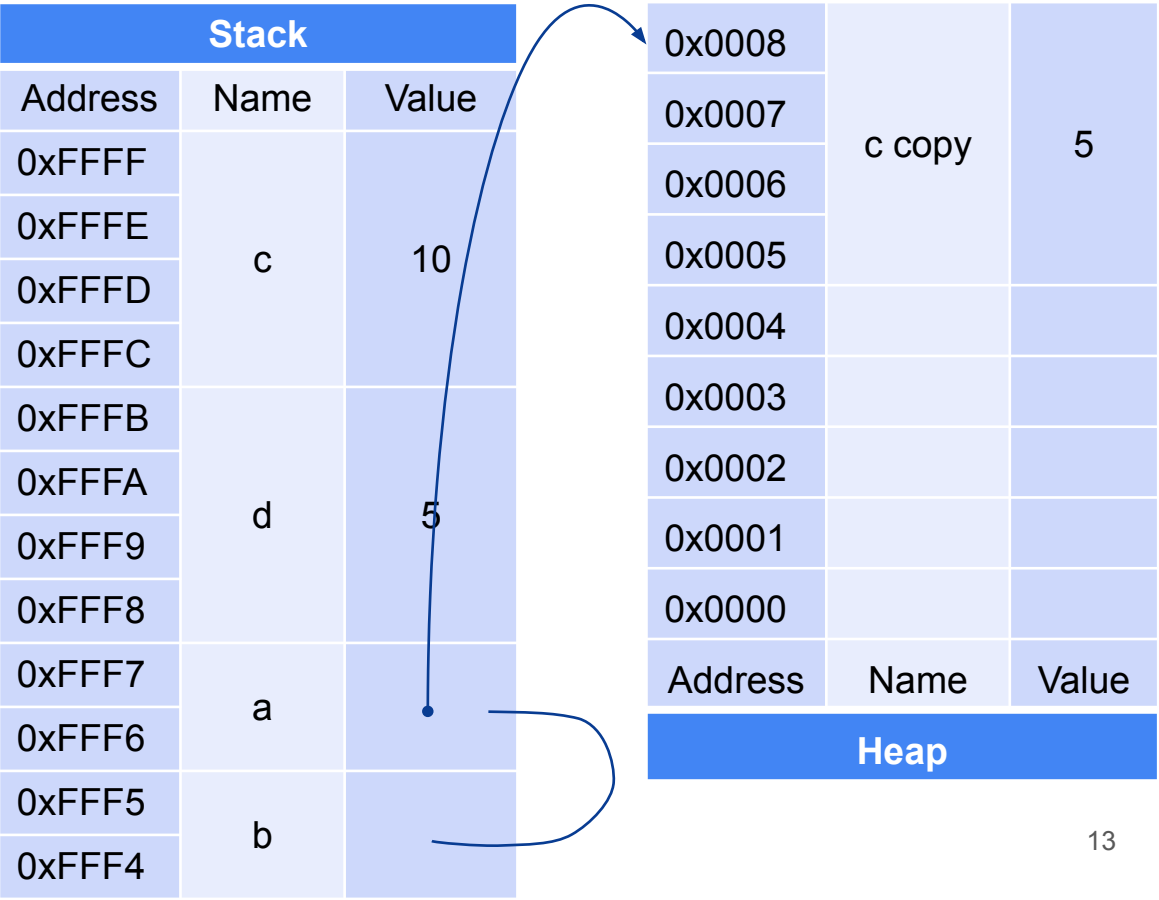 Stack
Address Name Value
0xFFFF
0xFFFE
c 10
0xFFFD
0xFFFC
0xFFFB
0xFFFA
d 5
0xFFF9
0xFFF8
0xFFF7
a
0xFFF6
0xFFF5
b
0xFFF4
0x0008
0x0007
c copy 5
0x0006
0x0005
0x0004
0x0003
0x0002
0x0001
0x0000
Address Name Value
Heap
13